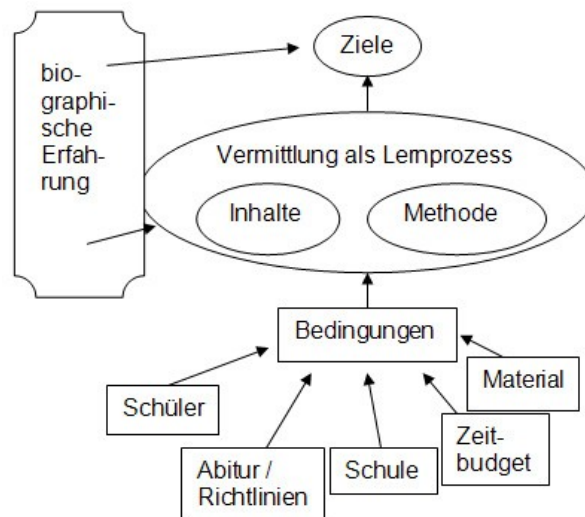 Ziele
bio-
graphi-
sche
Erfah-
rung
Vermittlung als Lernprozess
Inhalte
Methode
Bedingungen
Schüler
Material
Abitur /
Richtlinien
Schule
Zeit-
budget